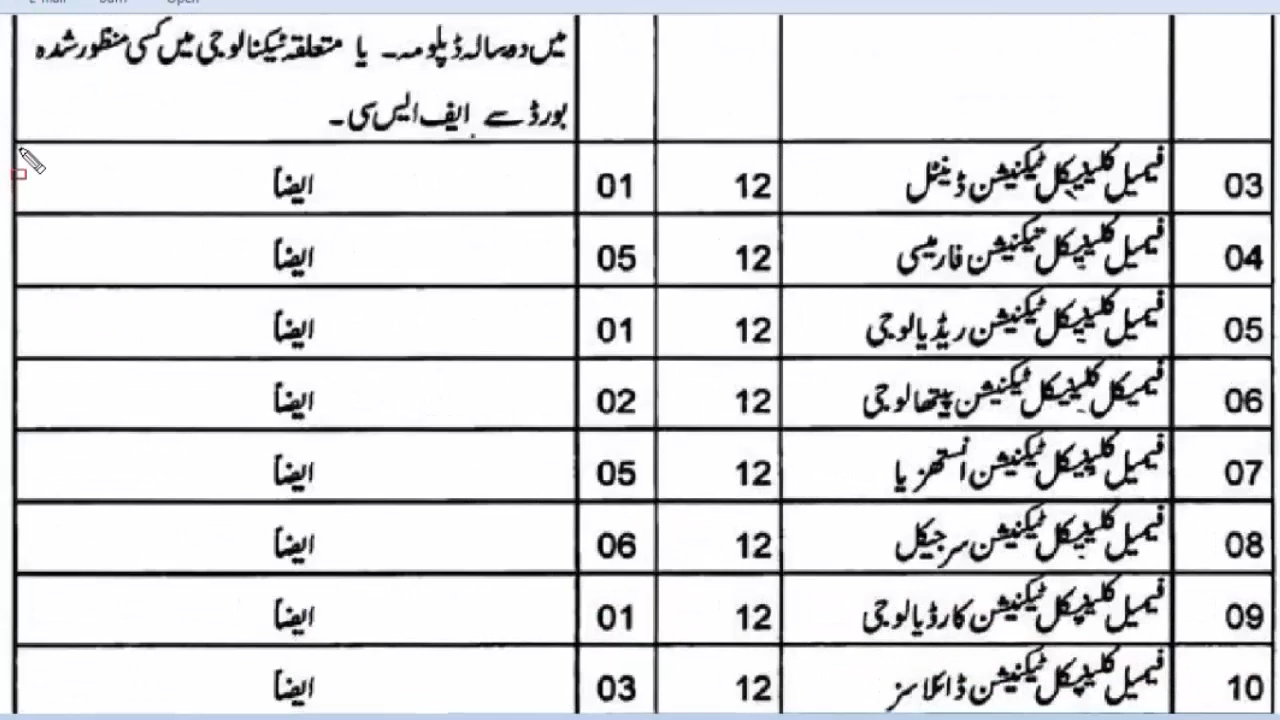 میں دو سالہ ڈپلومہ۔ یا متعلقہ ٹیکنالوجی میں کسی منظور شدہ
بورڈ سے ایف ایس سی۔
03 فیمیل کلینیکل ٹیکنیشن ڈینٹل 12 01 ایضاً
04 فیمیل کلینیکل ٹیکنیشن فارمیسی 12 05 ایضاً
05 فیمیل کلینیکل ٹیکنیشن ریڈیالوجی 12 01 ایضاً
06 فیمیکل کلینیکل ٹیکنیشن پیتھالوجی 12 02 ایضاً
07 فیمیل کلینیکل ٹیکنیشن انستھزیا 12 05 ایضاً
08 فیمیل کلینیکل ٹیکنیشن سرجیکل 12 06 ایضاً
09 فیمیل کلینیکل ٹیکنیشن کارڈیالوجی 12 01 ایضاً
10 فیمیل کلینیکل ٹیکنیشن ڈائلاسز 12 03 ایضاً